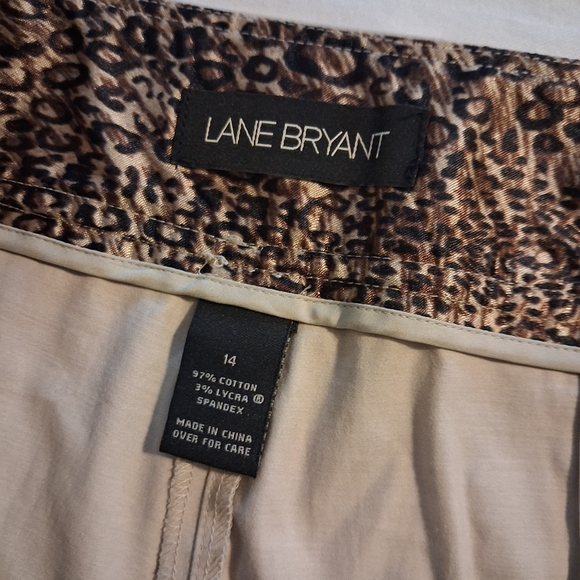 LANE BRYANT
14
97% COTTON
3% LYCRA ®
SPANDEX
MADE IN CHINA
OVER FOR CARE